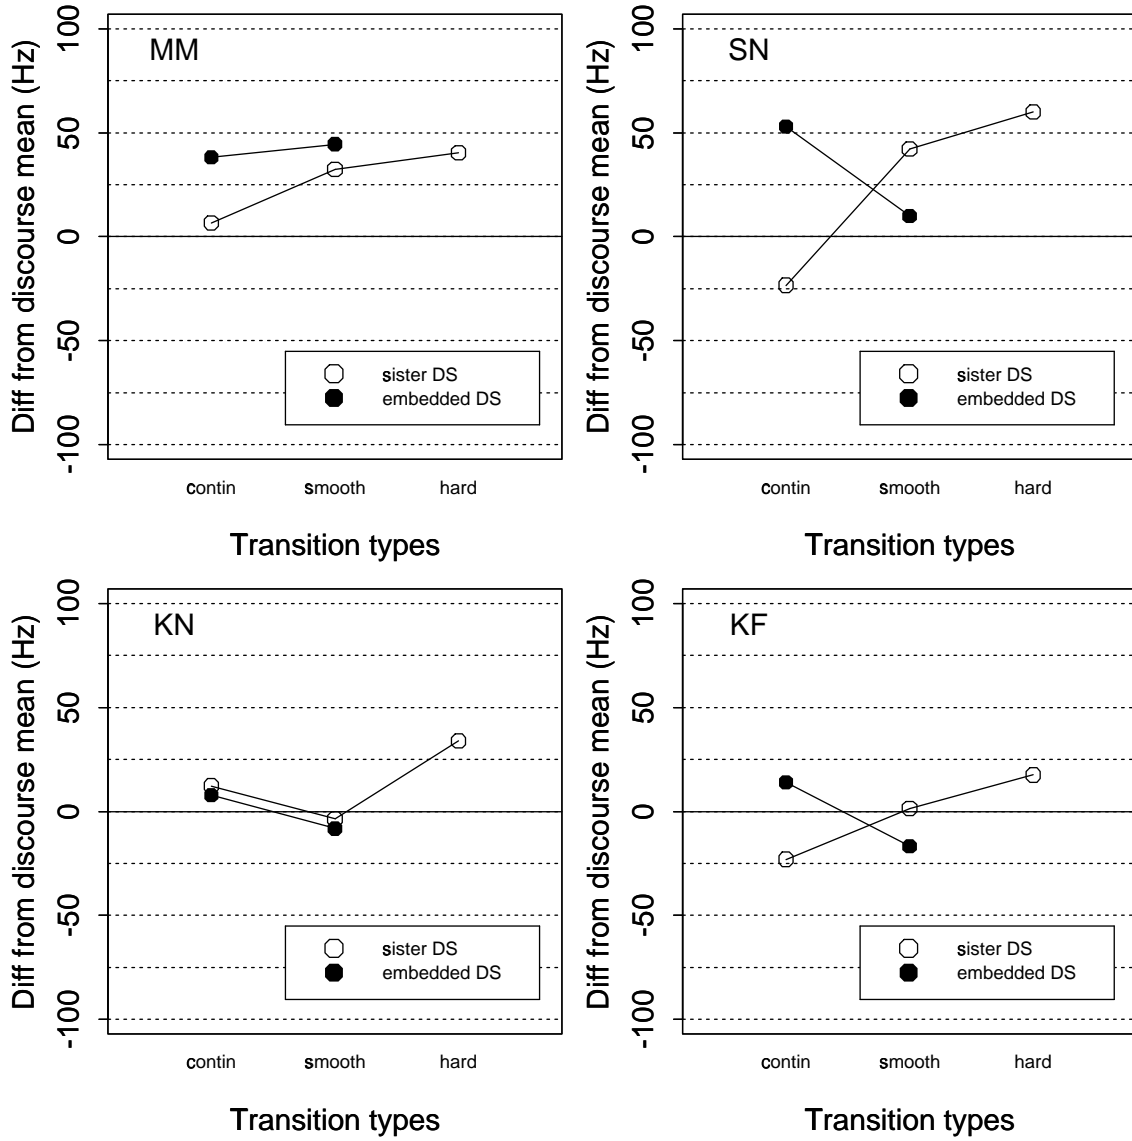 MM
Diff from discourse mean (Hz)
100
50
0
-50
-100
sister DS
embedded DS
contin smooth hard
Transition types
SN
Diff from discourse mean (Hz)
100
50
0
-50
-100
sister DS
embedded DS
contin smooth hard
Transition types
KN
Diff from discourse mean (Hz)
100
50
0
-50
-100
sister DS
embedded DS
contin smooth hard
Transition types
KF
Diff from discourse mean (Hz)
100
50
0
-50
-100
sister DS
embedded DS
contin smooth hard
Transition types